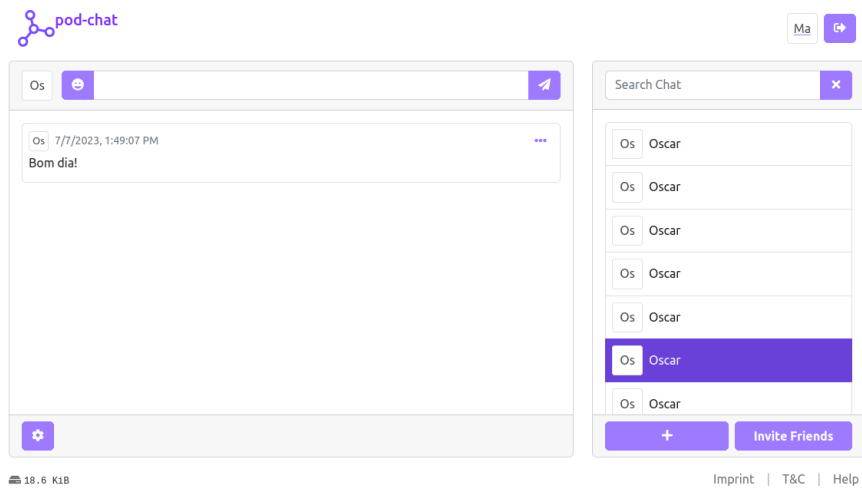 pod-chat
Ma
Os
Os 7/7/2023, 1:49:07 PM
Bom dia!
Search Chat
Os Oscar
Os Oscar
Os Oscar
Os Oscar
Os Oscar
Os Oscar
Os Oscar
Invite Friends
18.6 KiB
Imprint | T&C | Help